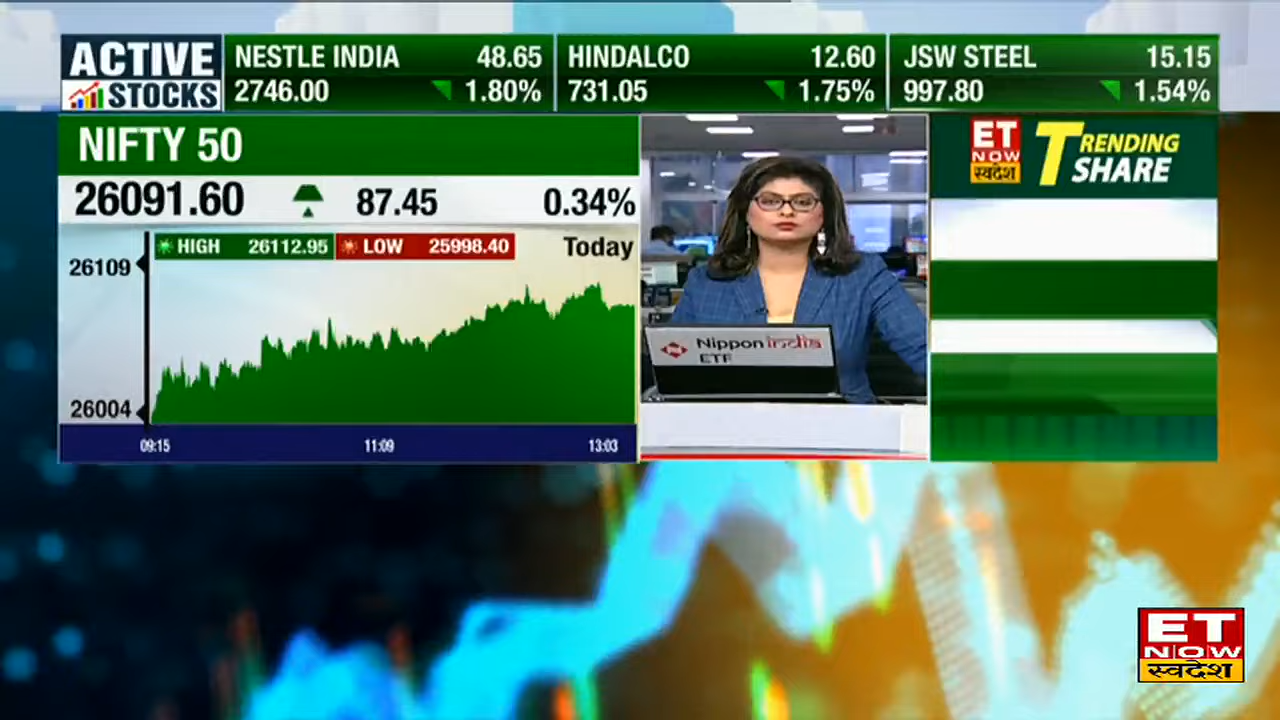 ACTIVE
STOCKS
NESTLE INDIA 48.65
2746.00 1.80%
HINDALCO 12.60
731.05 1.75%
JSW STEEL 15.15
997.80 1.54%
NIFTY 50
26091.60 87.45 0.34%
HIGH 26112.95 LOW 25998.40 Today
26109
26004
09:15 11:09 13:03
Nippon india
ETF
ET
NOW
स्वदेश
TRENDING
SHARE
ET
NOW
स्वदेश